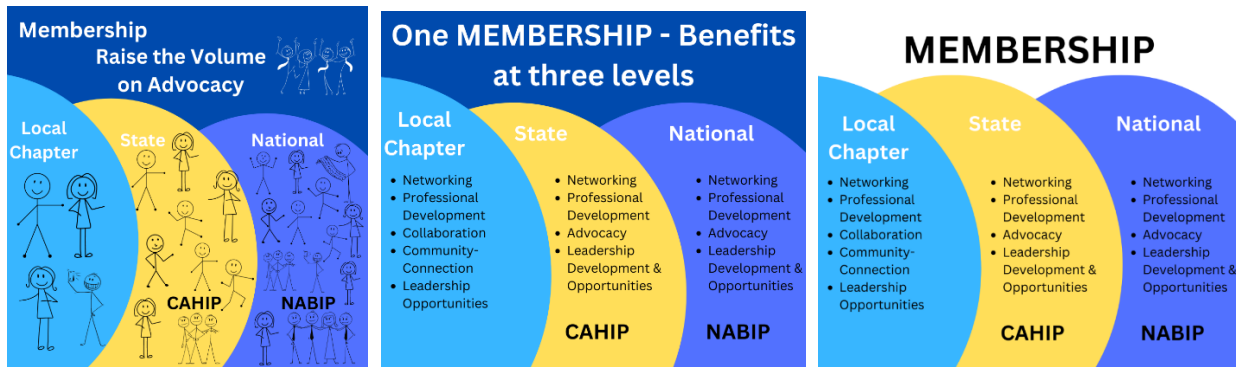 Membership
Raise the Volume
on Advocacy
Local
Chapter
State
National
CAHIP
NABIP
One MEMBERSHIP - Benefits
at three levels
Local
Chapter
• Networking
• Professional
Development
• Collaboration
• Community-
Connection
• Leadership
Opportunities
State
• Networking
• Professional
Development
• Advocacy
• Leadership
Development &
Opportunities
CAHIP
National
• Networking
• Professional
Development
• Advocacy
• Leadership
Development &
Opportunities
NABIP
MEMBERSHIP
Local
Chapter
• Networking
• Professional
Development
• Collaboration
• Community-
Connection
• Leadership
Opportunities
State
• Networking
• Professional
Development
• Advocacy
• Leadership
Development &
Opportunities
CAHIP
National
• Networking
• Professional
Development
• Advocacy
• Leadership
Development &
Opportunities
NABIP